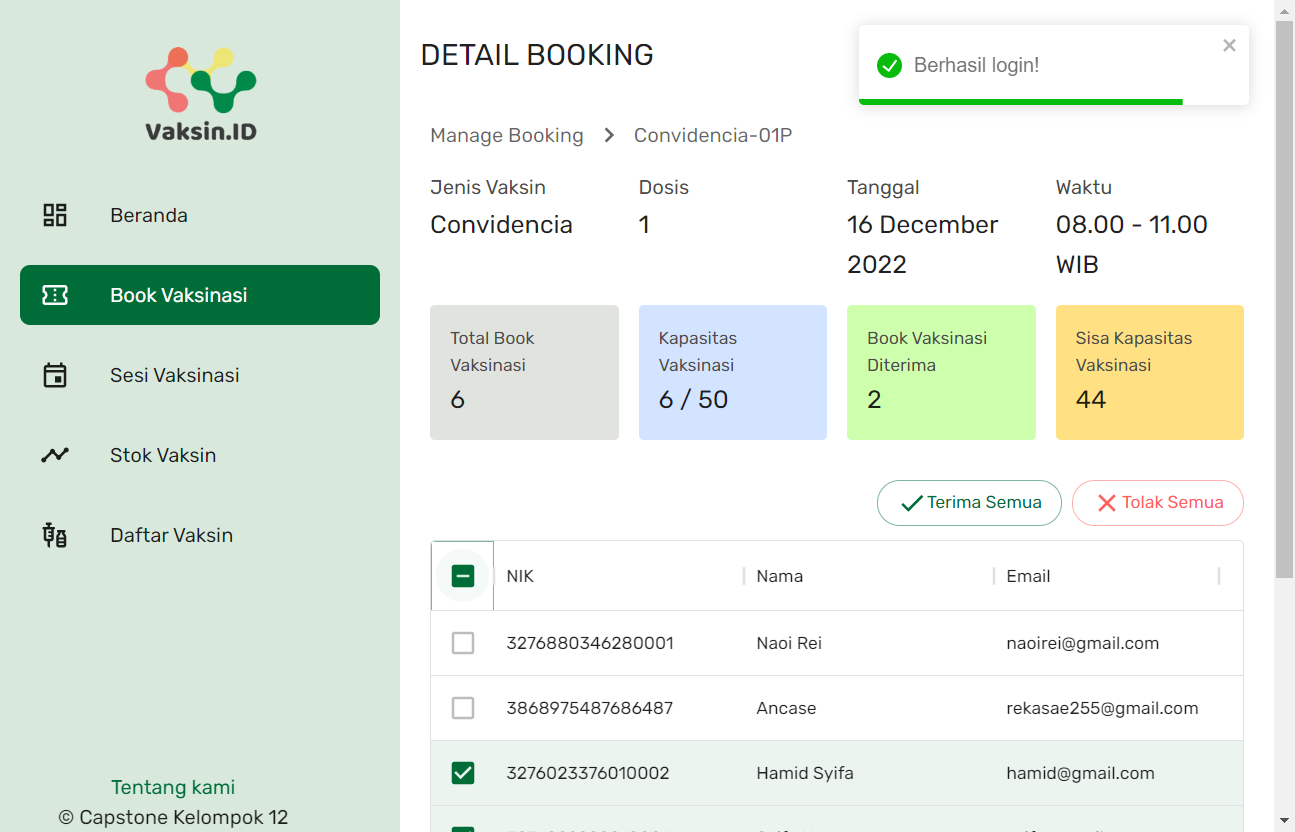 Vaksin.ID
Beranda
Book Vaksinasi
Sesi Vaksinasi
Stok Vaksin
Daftar Vaksin
Tentang kami
© Capstone Kelompok 12
DETAIL BOOKING
Berhasil login!
Manage Booking > Convidencia-01P
Jenis Vaksin
Convidencia
Dosis
1
Tanggal
16 December
2022
Waktu
08.00 - 11.00
WIB
Total Book
Vaksinasi
6
Kapasitas
Vaksinasi
6 / 50
Book Vaksinasi
Diterima
2
Sisa Kapasitas
Vaksinasi
44
Terima Semua
Tolak Semua
NIK Nama Email
3276880346280001 Naoi Rei naoirei@gmail.com
3868975487686487 Ancase rekasae255@gmail.com
3276023376010002 Hamid Syifa hamid@gmail.com